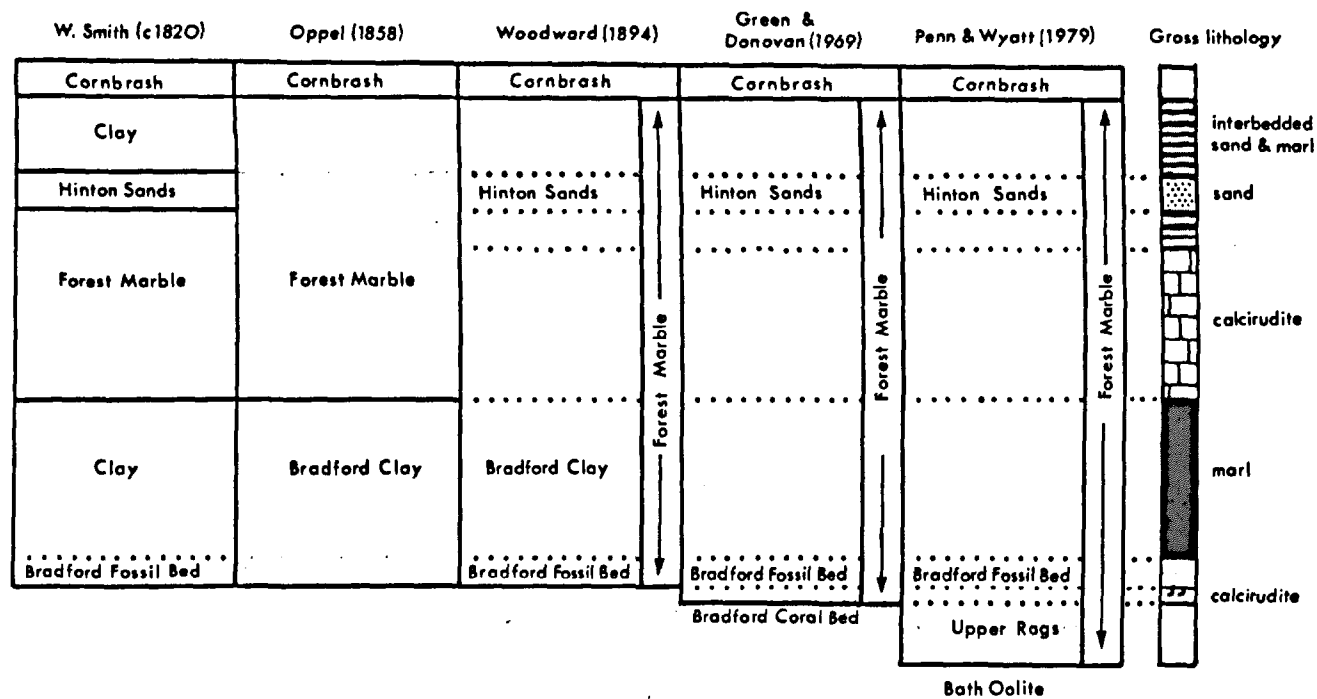 W. Smith (c1820)
Oppel (1858)
Woodward (1894)
Green &
Donovan (1969)
Penn & Wyatt (1979)
Gross lithology
Cornbrash
Cornbrash
Cornbrash
Cornbrash
Cornbrash
Clay
interbedded
sand & marl
Hinton Sands
Hinton Sands
Hinton Sands
Hinton Sands
sand
Forest Marble
Forest Marble
Forest Marble
Forest Marble
Forest Marble
calcirudite
Clay
Bradford Clay
Bradford Clay
marl
Bradford Fossil Bed
Bradford Fossil Bed
Bradford Fossil Bed
Bradford Fossil Bed
calcirudite
Bradford Coral Bed
Upper Rags
Bath Oolite